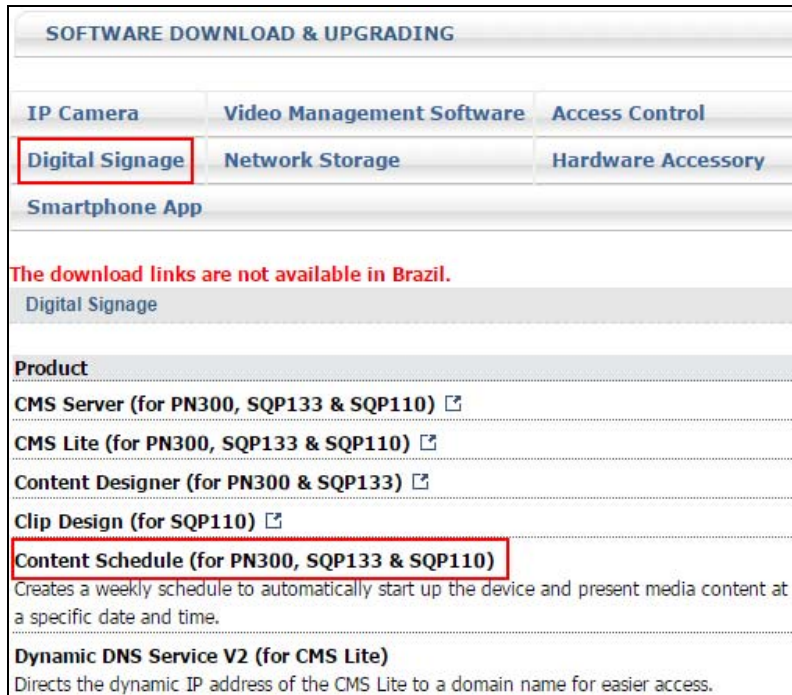 SOFTWARE DOWNLOAD & UPGRADING
IP Camera Video Management Software Access Control
Digital Signage Network Storage Hardware Accessory
Smartphone App
The download links are not available in Brazil.
Digital Signage
Product
CMS Server (for PN300, SQP133 & SQP110)
CMS Lite (for PN300, SQP133 & SQP110)
Content Designer (for PN300 & SQP133)
Clip Design (for SQP110)
Content Schedule (for PN300, SQP133 & SQP110)
Creates a weekly schedule to automatically start up the device and present media content at
a specific date and time.
Dynamic DNS Service V2 (for CMS Lite)
Directs the dynamic IP address of the CMS Lite to a domain name for easier access.